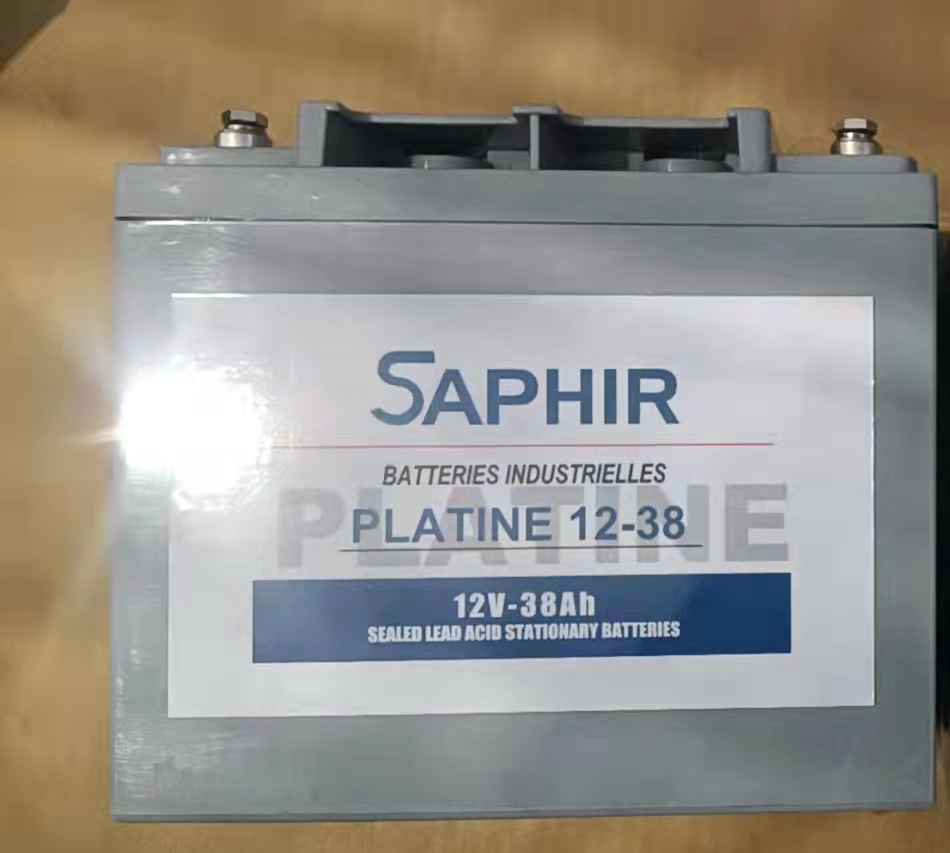 SAPHIR
BATTERIES INDUSTRIELLES
PLATINE
PLATINE 12-38
12V-38Ah
SEALED LEAD ACID STATIONARY BATTERIES